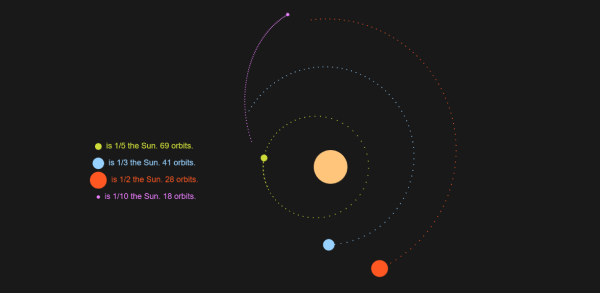 is 1/5 the Sun. 69 orbits.
is 1/3 the Sun. 41 orbits.
is 1/2 the Sun. 28 orbits.
is 1/10 the Sun. 18 orbits.